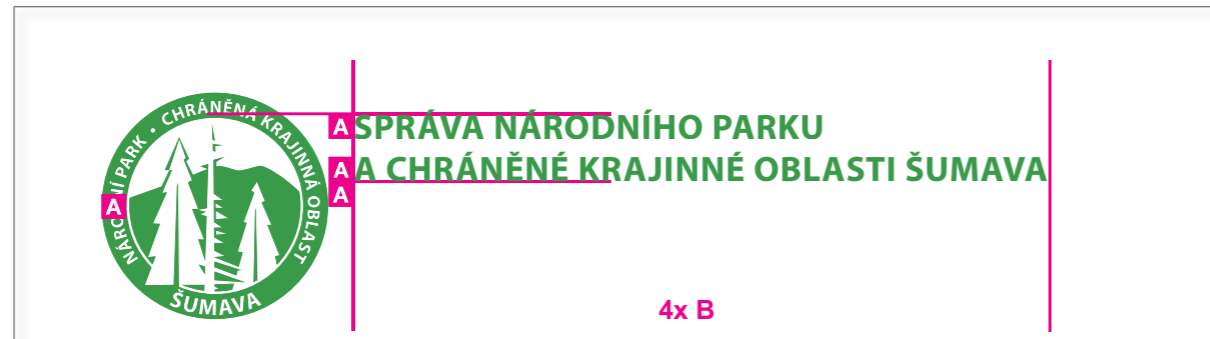 NÁRODNÍ PARK • CHRÁNĚNÁ KRAJINNÁ OBLAST
ŠUMAVA
A
A SPRÁVA NÁRODNÍHO PARKU
A A CHRÁNĚNÉ KRAJINNÉ OBLASTI ŠUMAVA
A
4x B